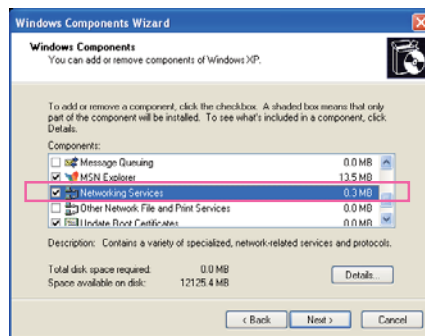 Windows Components Wizard
Windows Components
You can add or remove components of Windows XP.
To add or remove a component, click the checkbox. A shaded box means that only
part of the component will be installed. To see what's included in a component, click
Details.
Components:
Message Queuing 0.0 MB
MSN Explorer 13.5 MB
Networking Services 0.3 MB
Other Network File and Print Services 0.0 MB
Update Root Certificates 0.0 MB
Description: Contains a variety of specialized, network-related services and protocols.
Total disk space required: 0.0 MB
Space available on disk: 12125.4 MB
Details...
< Back Next > Cancel